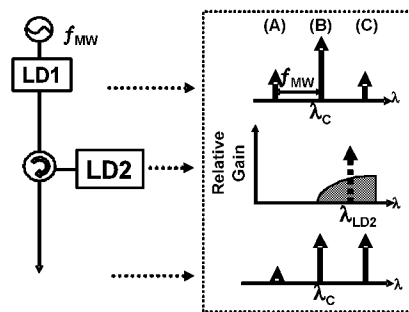 f_MW
LD1
LD2
(A) (B) (C)
f_MW
λ_C
λ
Relative
Gain
λ_LD2
λ
λ_C
λ